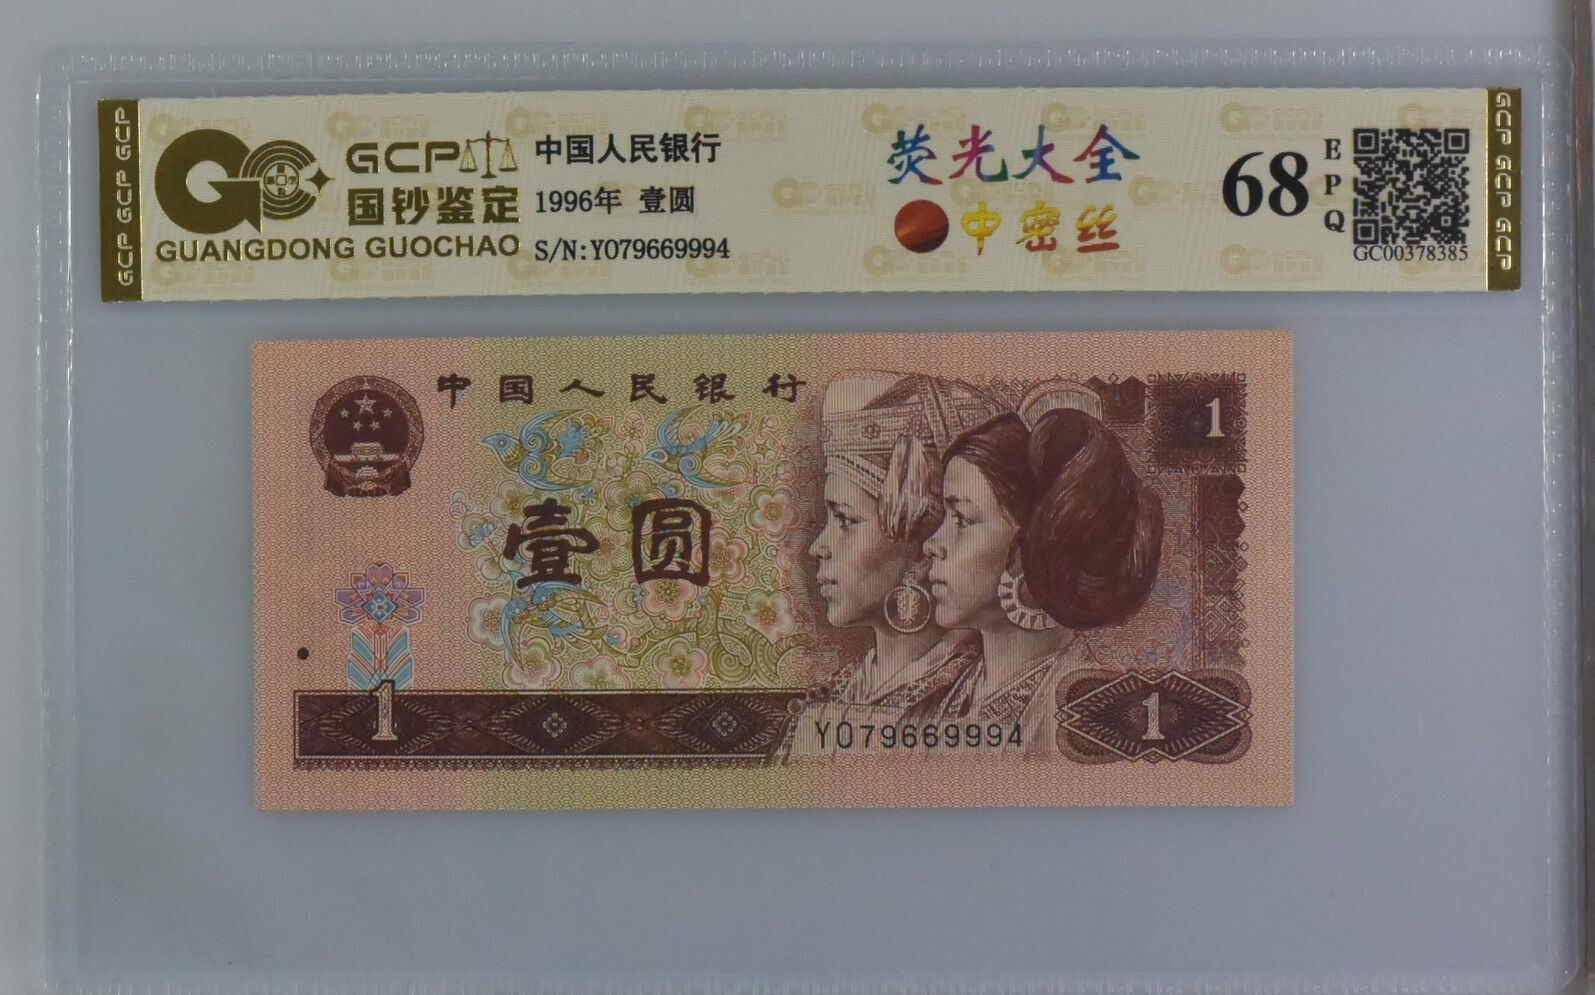 GCP GCP GCP
GCP
国钞鉴定
GUANGDONG GUOCHAO
中国人民银行
1996年 壹圆
S/N:Y079669994
荧光大全
中密丝
68
EPQ
GC00378385
GCP GCP GCP
中国人民银行
1
壹圆
1
Y079669994
1